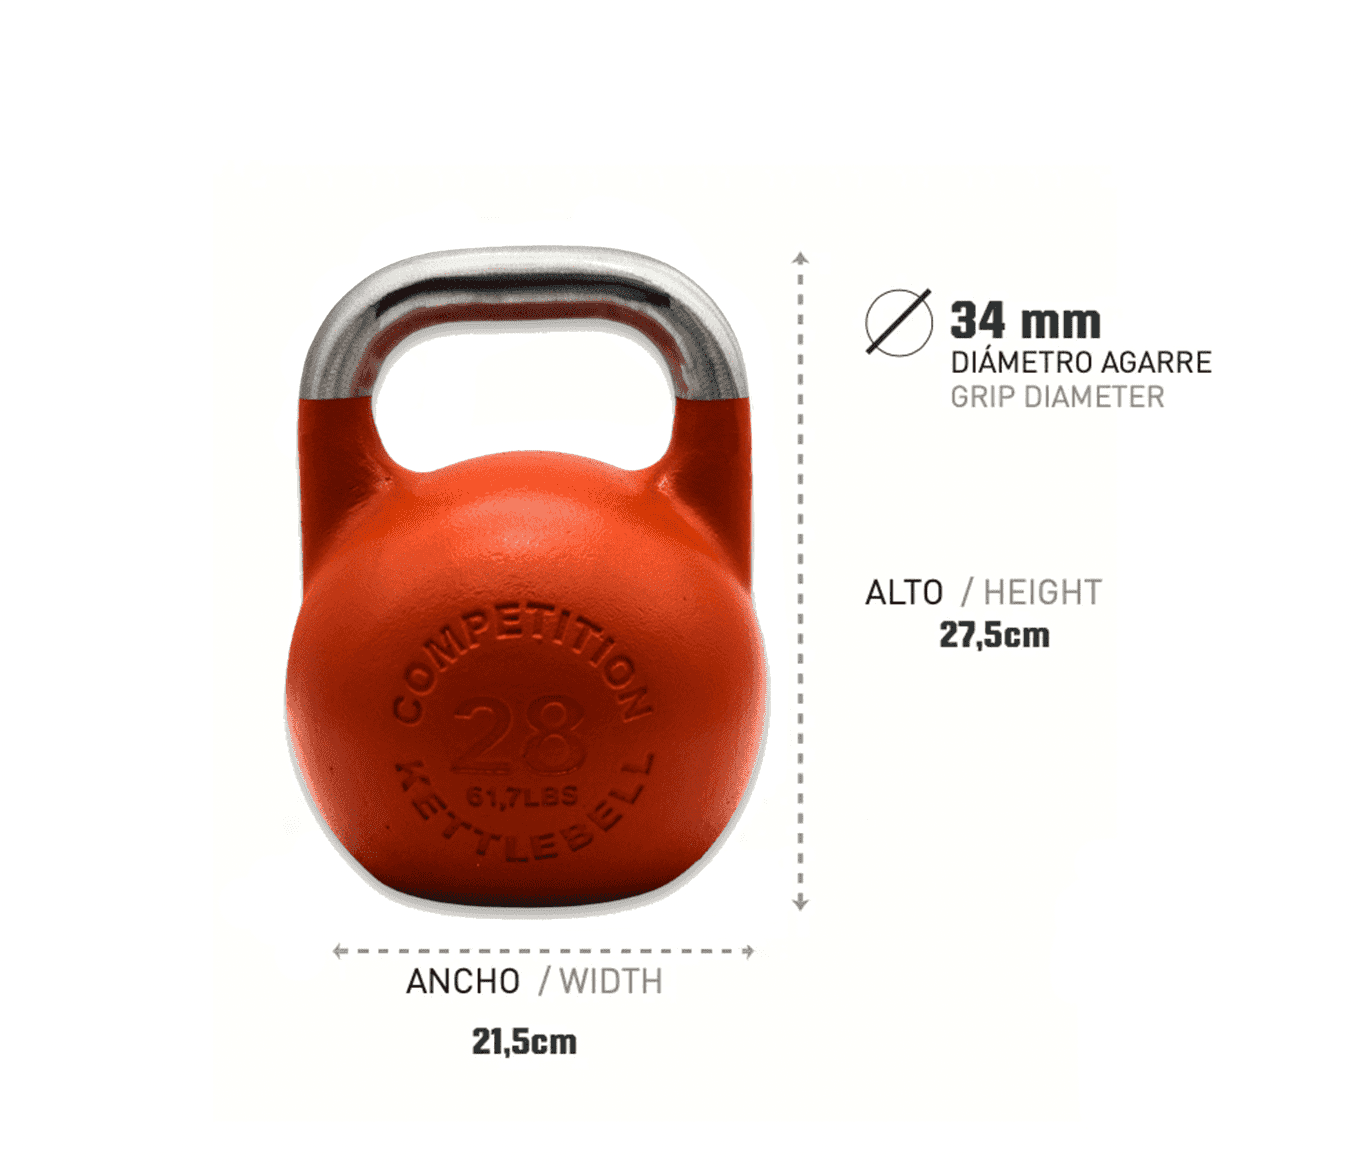 34 mm
DIÁMETRO AGARRE
GRIP DIAMETER
ALTO / HEIGHT
27,5cm
COMPETITION
28
61,7LBS
KETTLEBELL
ANCHO / WIDTH
21,5cm